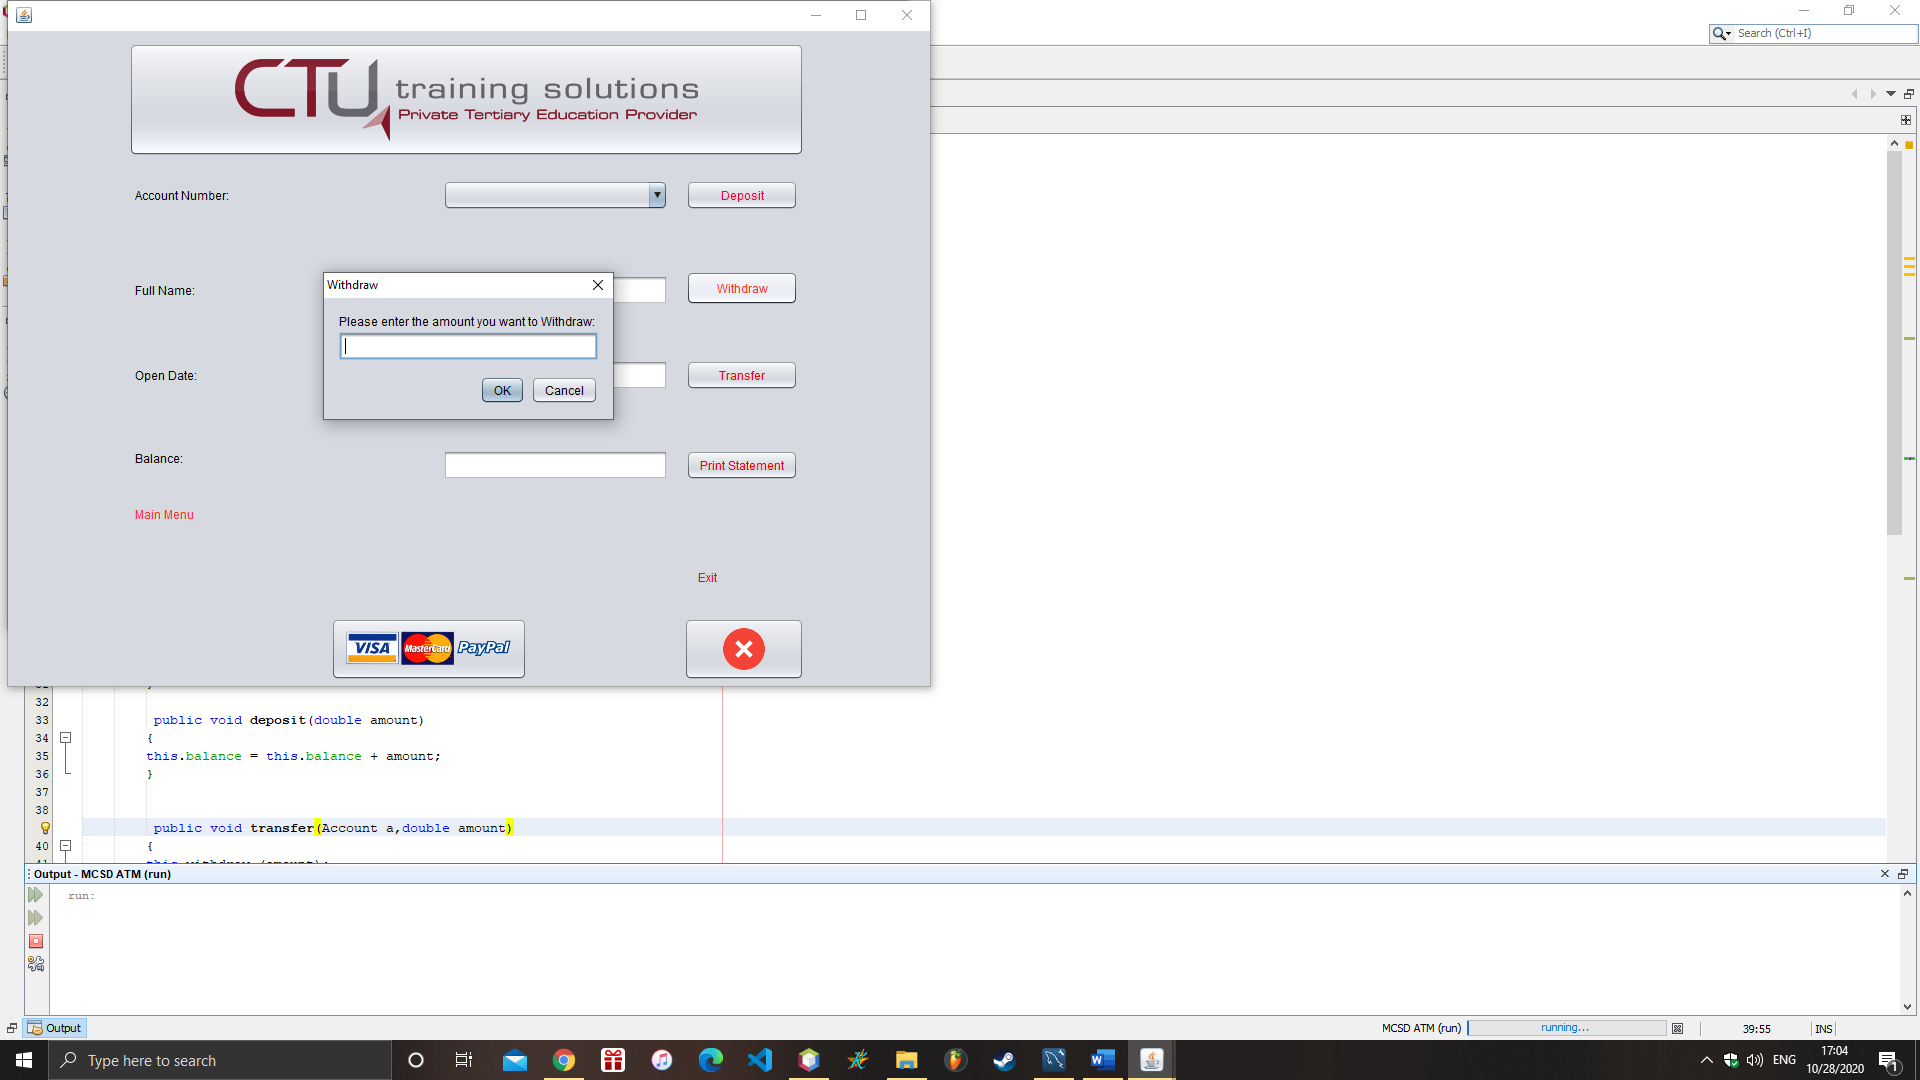 Search (Ctrl+I)
CTU training solutions
Private Tertiary Education Provider
Account Number:
Deposit
Full Name:
Withdraw
Withdraw
Please enter the amount you want to Withdraw:
OK
Cancel
Open Date:
Transfer
Balance:
Print Statement
Main Menu
Exit
VISA MasterCard PayPal
32
33 public void deposit(double amount)
34 {
35 this.balance = this.balance + amount;
36 }
37
38
public void transfer(Account a,double amount)
40 {
41 this.withdraw (amount);
Output - MCSD ATM (run)
run:
Output
MCSD ATM (run)
running...
39:55
INS
Type here to search
ENG
17:04
10/28/2020
1